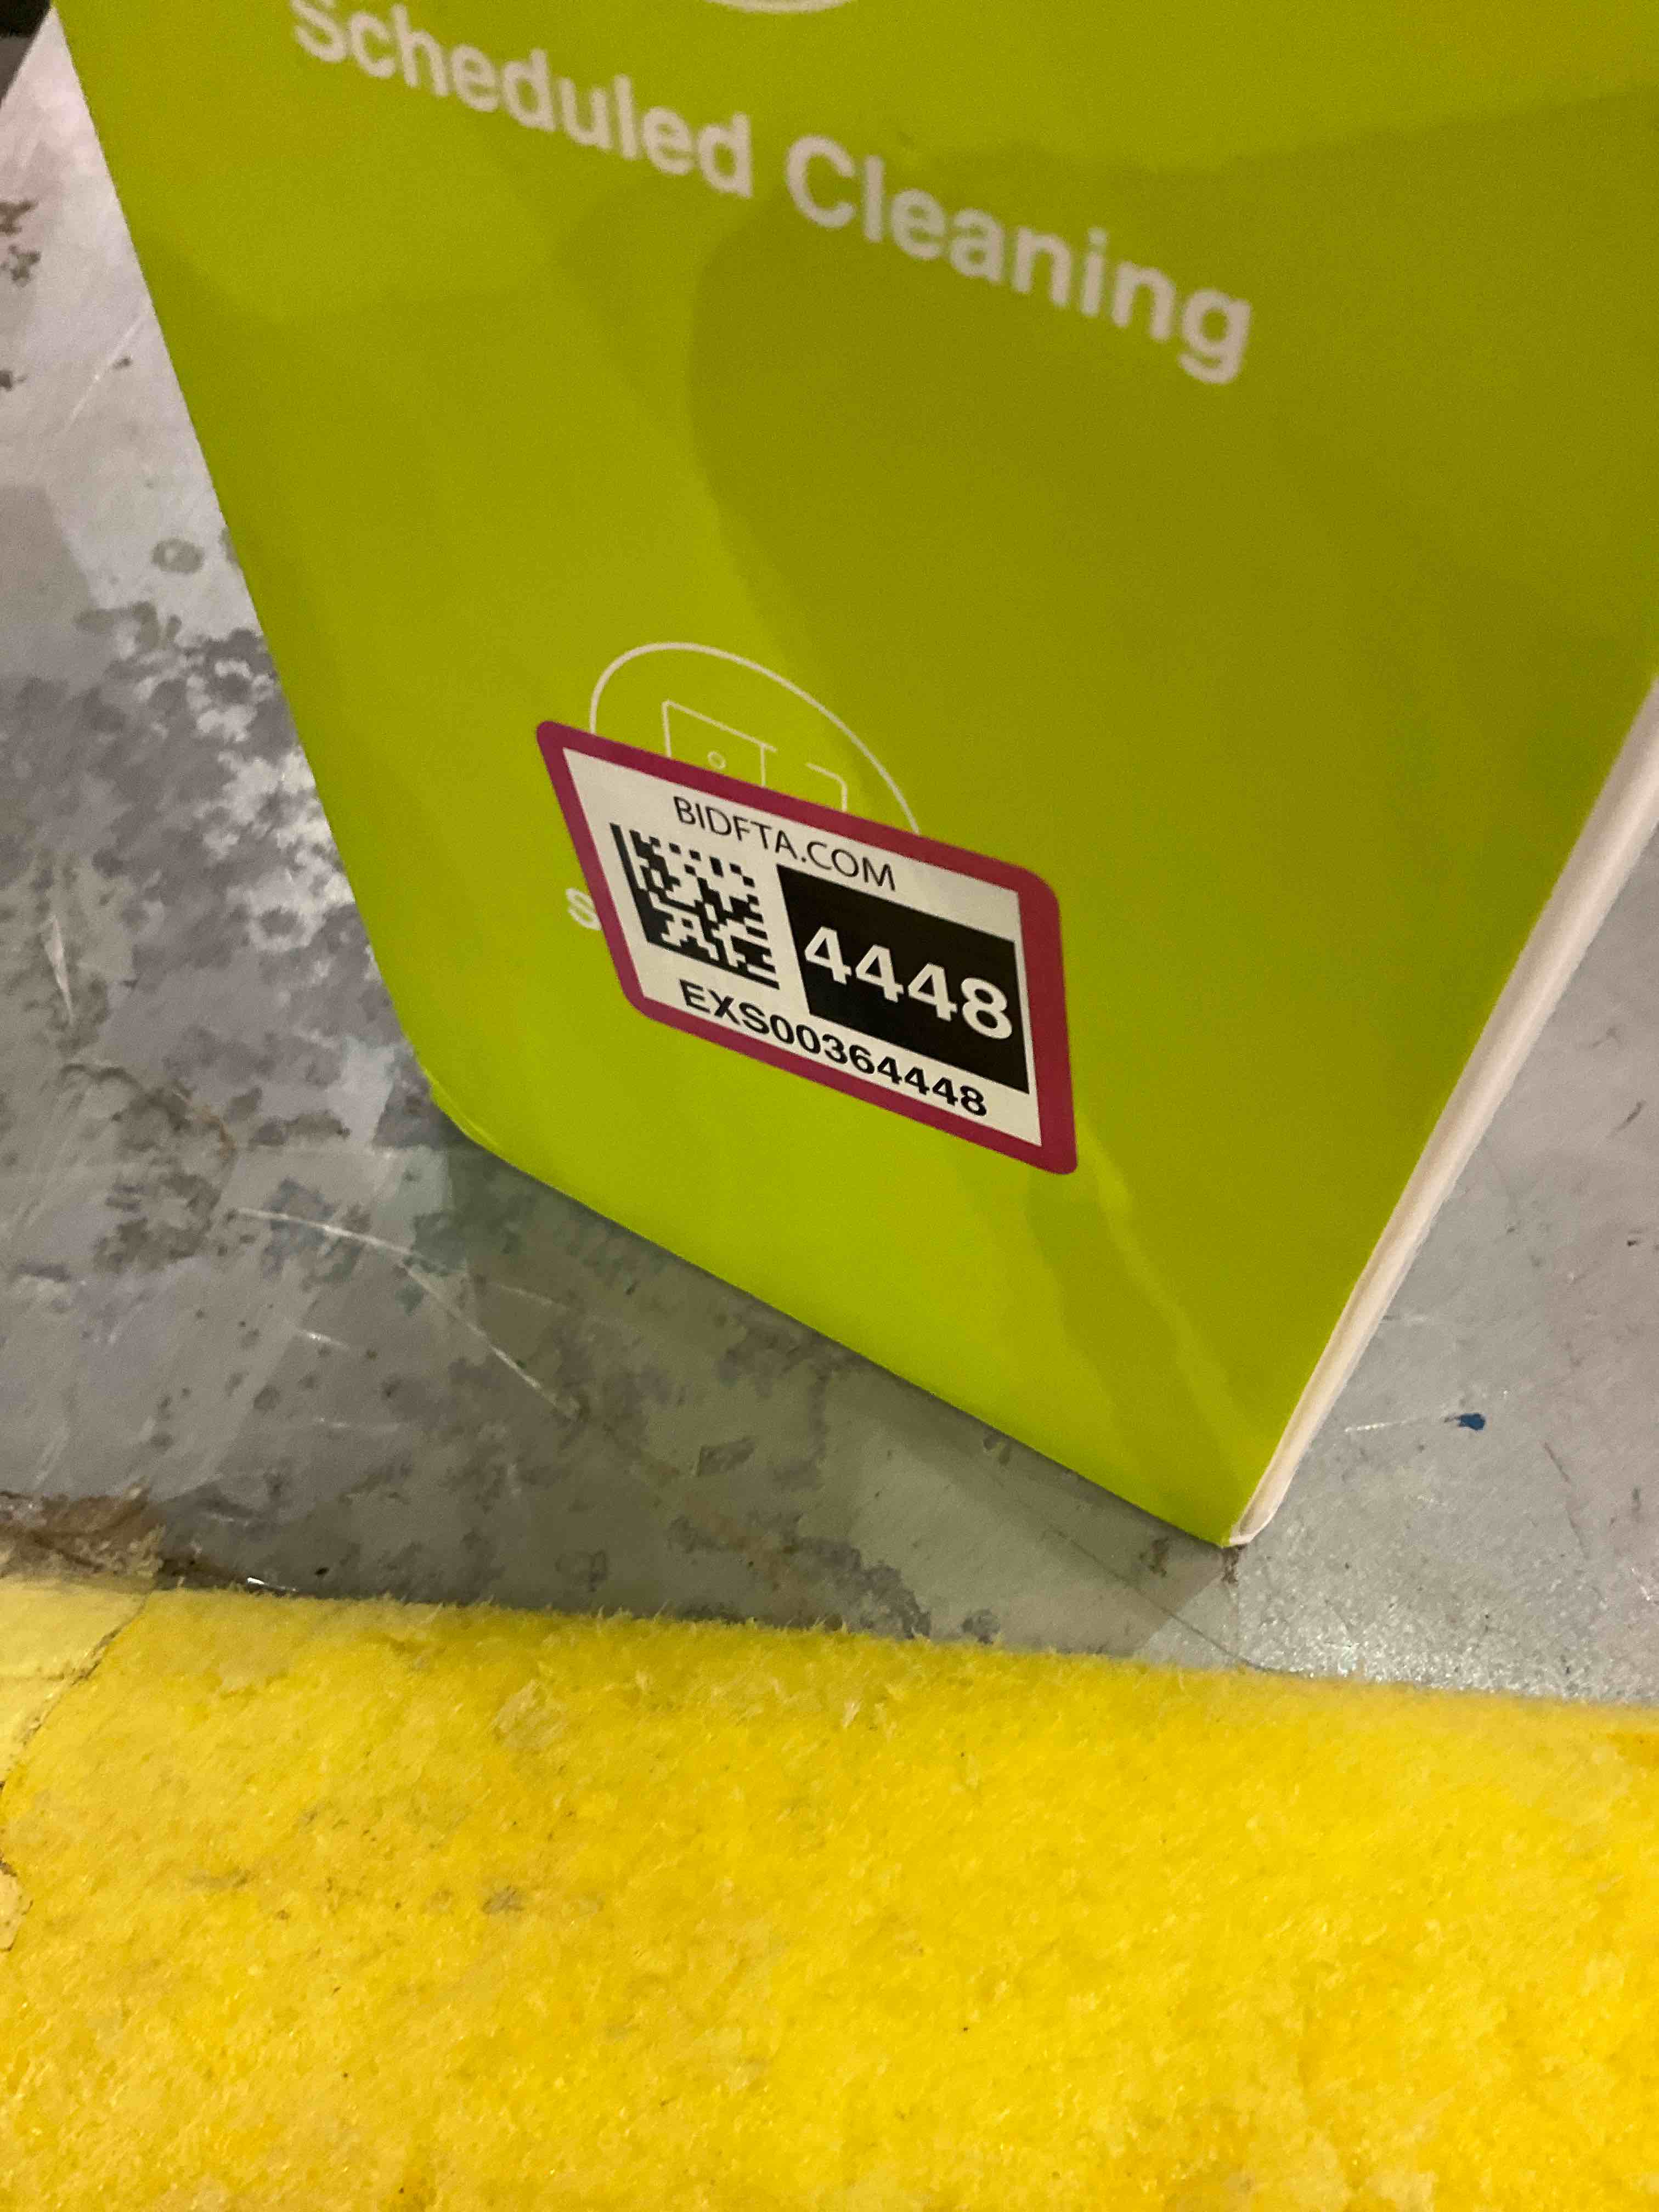 Scheduled Cleaning
BIDFTA.COM
4448
EXS00364448